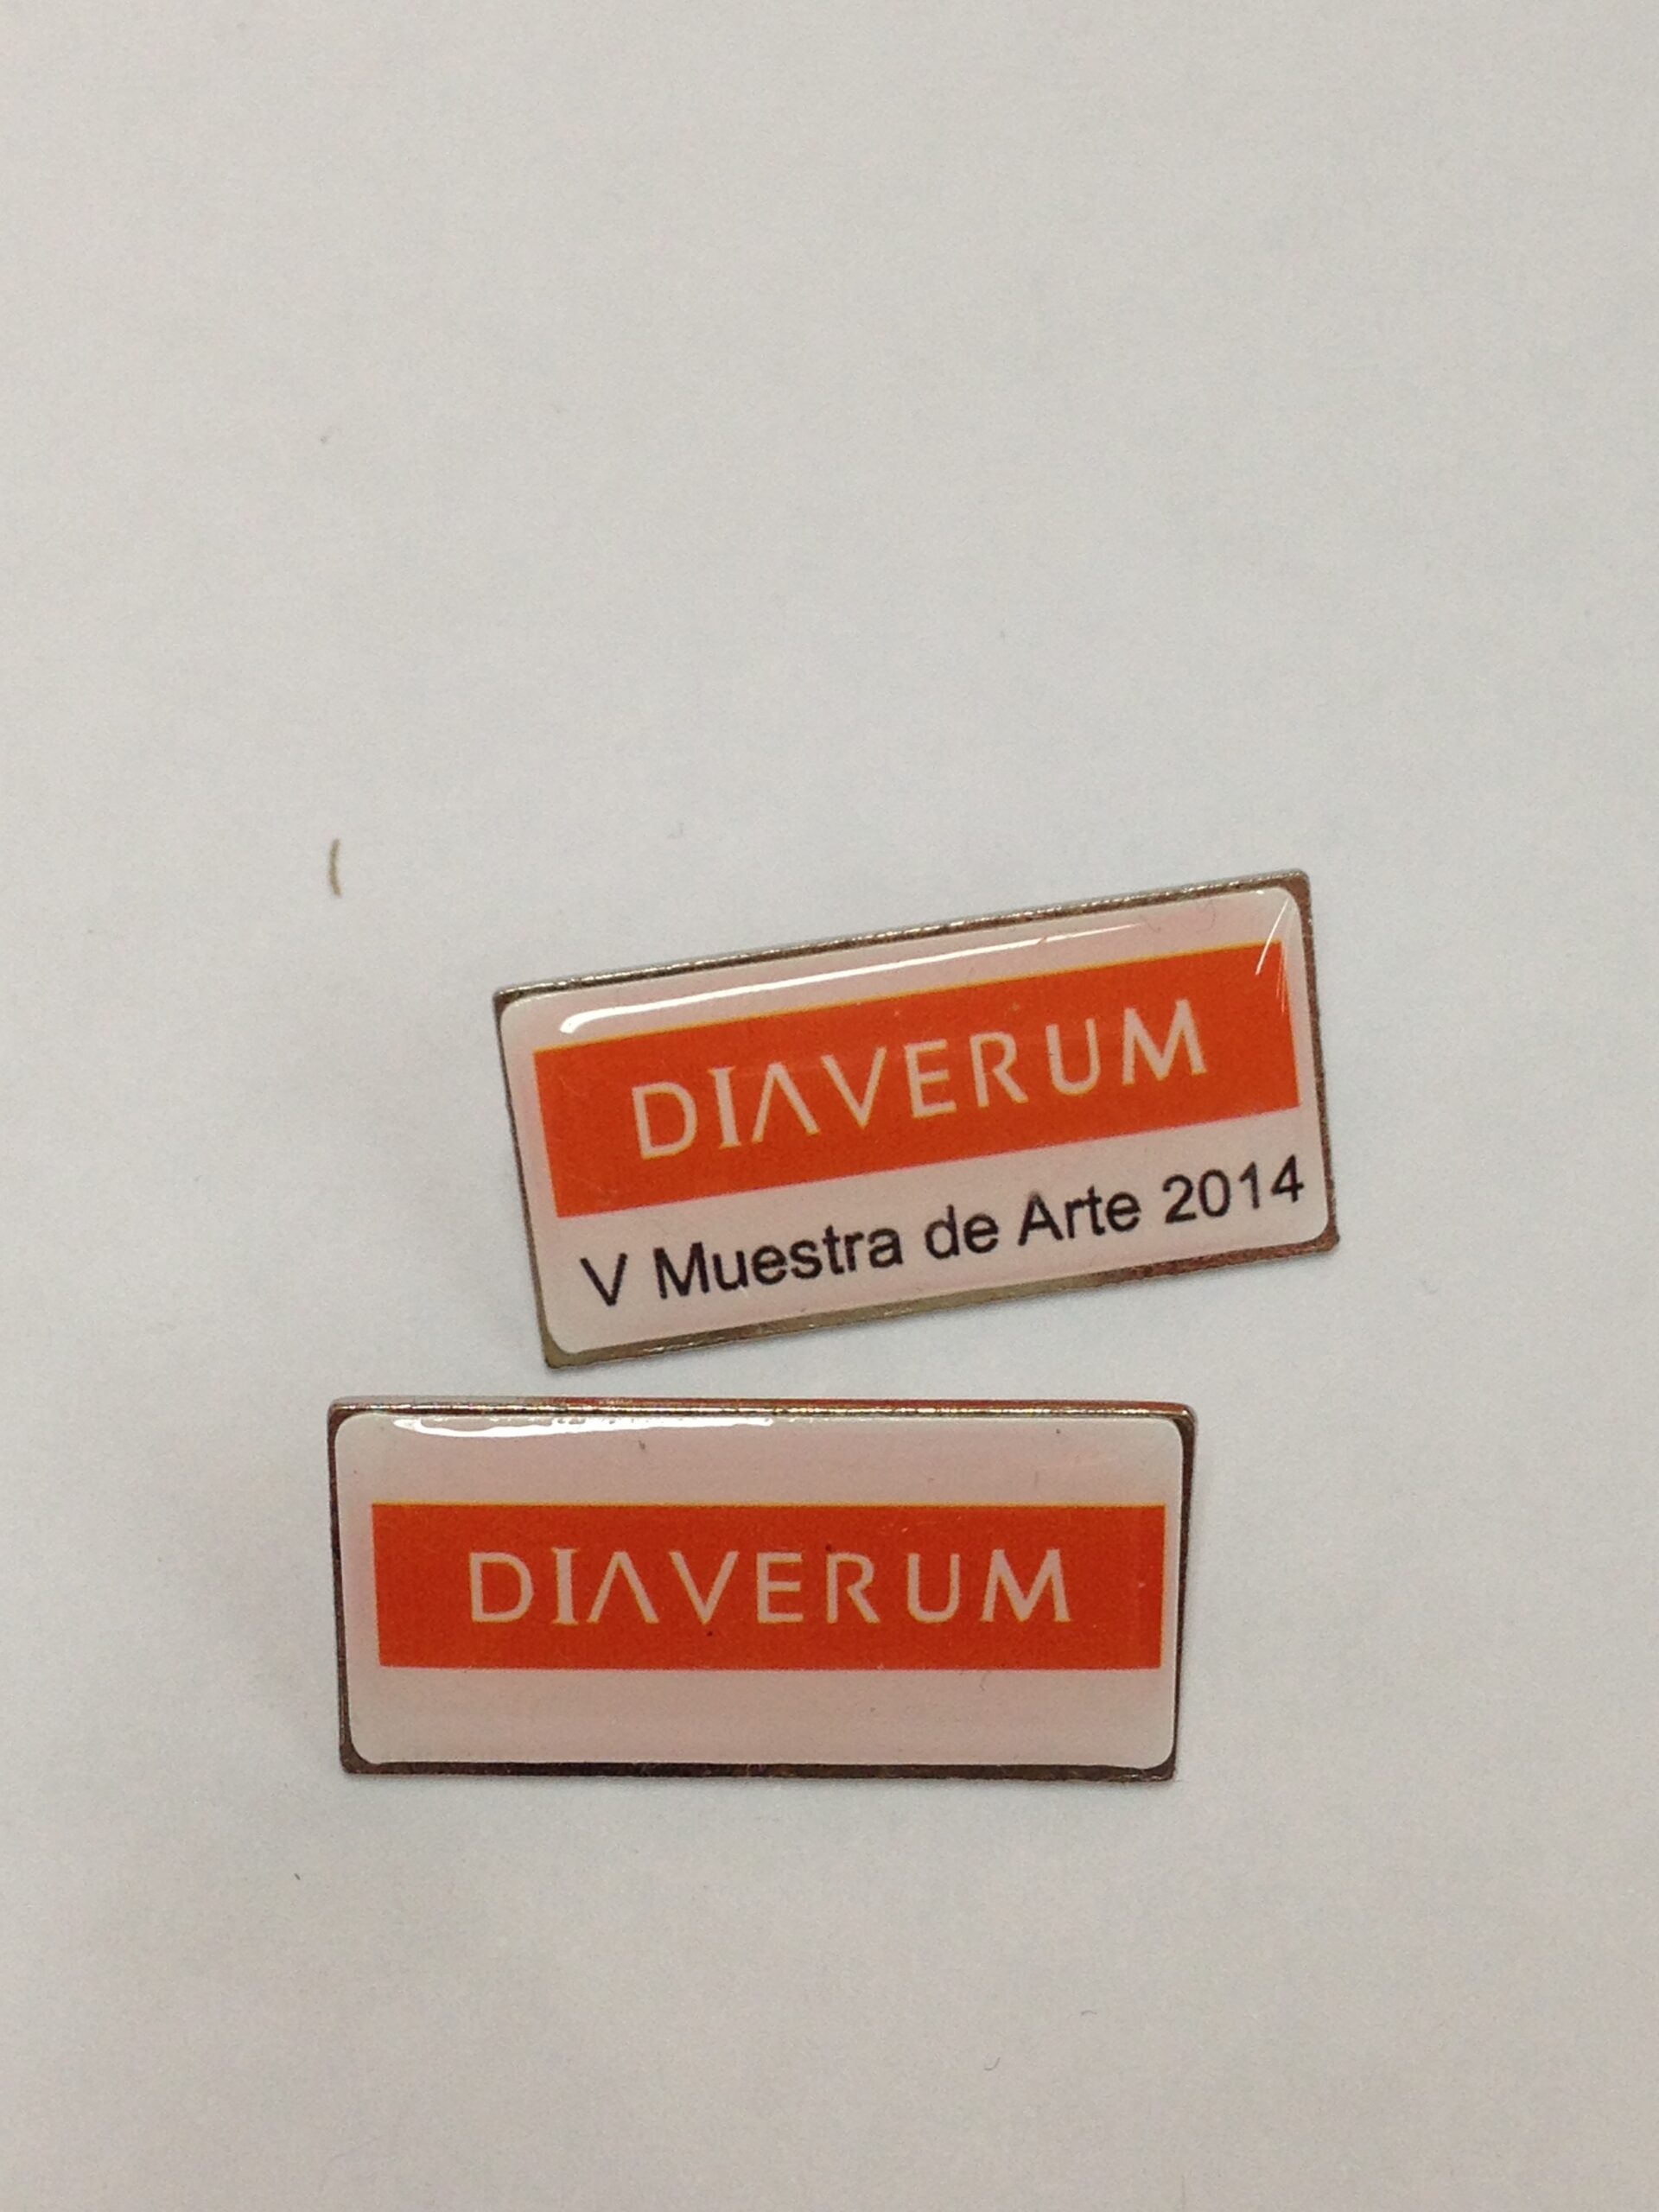 DIAVERUM
V Muestra de Arte 2014
DIAVERUM